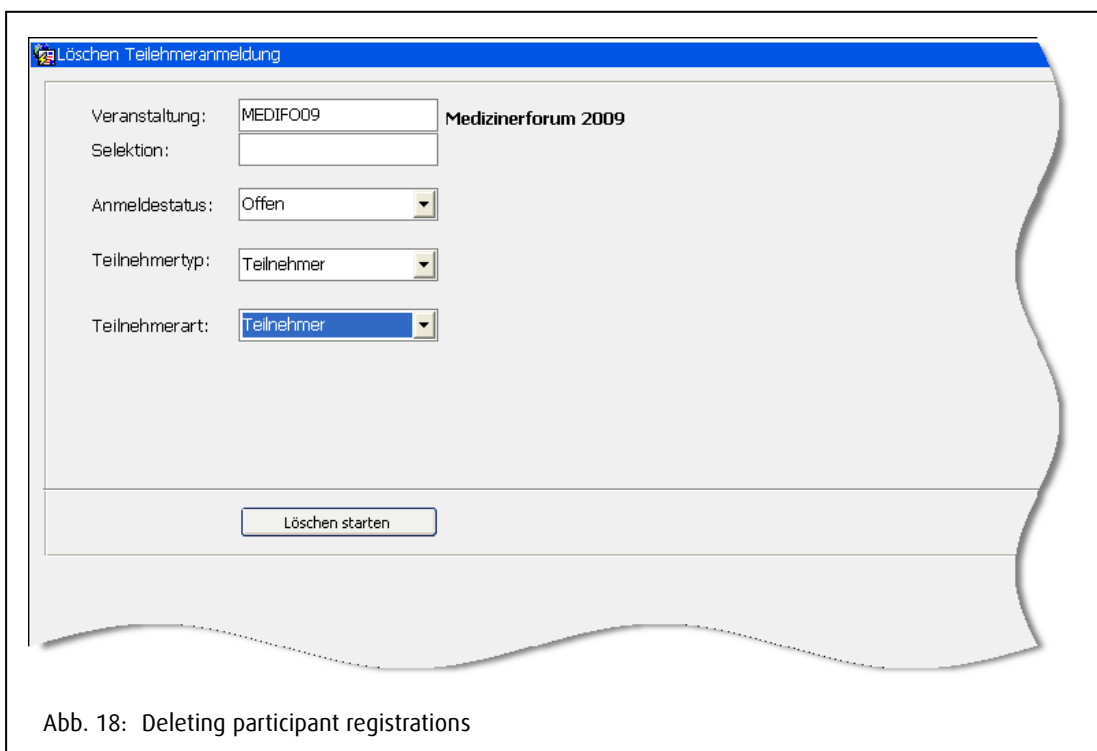 Löschen Teilehmeranmeldung
Veranstaltung: MEDIFO09 Medizinerforum 2009
Selektion:
Anmeldestatus: Offen
Teilnehmertyp: Teilnehmer
Teilnehmerart: Teilnehmer
Löschen starten
Abb. 18: Deleting participant registrations